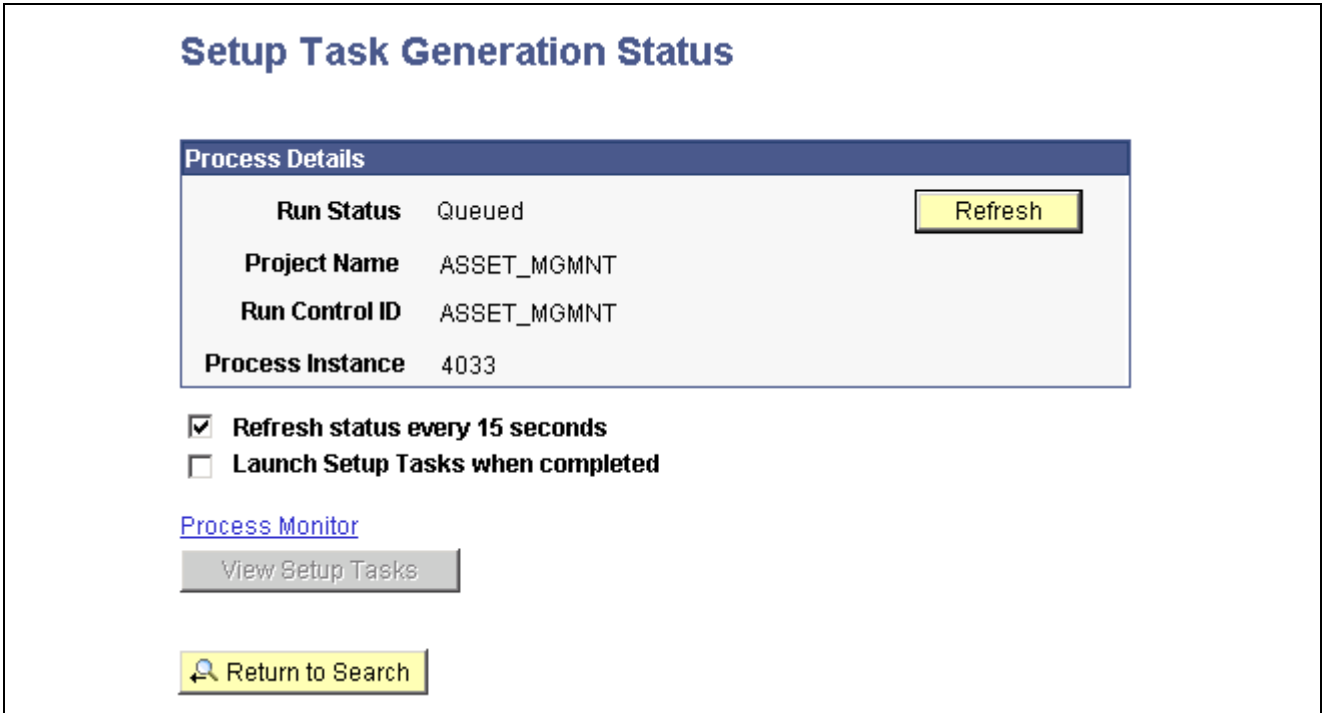 Setup Task Generation Status
Process Details
Run Status Queued Refresh
Project Name ASSET_MGMNT
Run Control ID ASSET_MGMNT
Process Instance 4033
Refresh status every 15 seconds
Launch Setup Tasks when completed
Process Monitor
View Setup Tasks
Return to Search